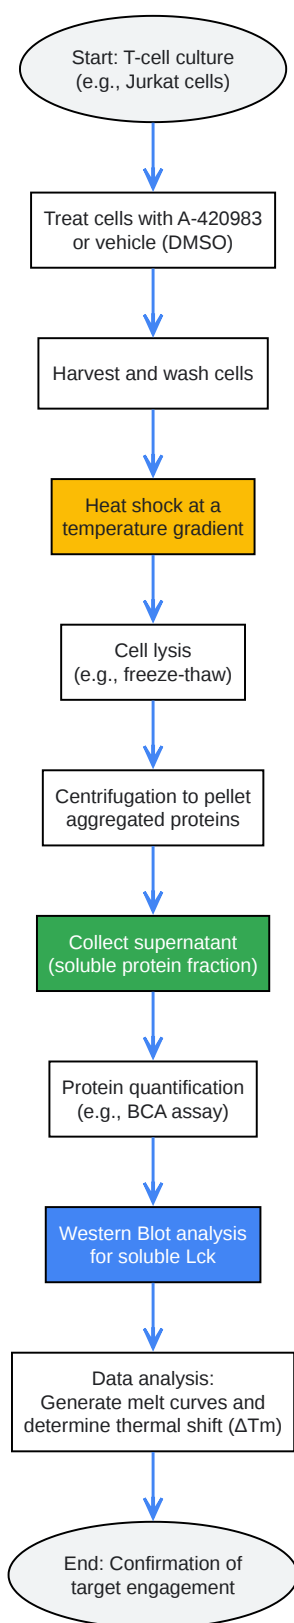 Start: T-cell culture
(e.g., Jurkat cells)
Treat cells with A-420983
or vehicle (DMSO)
Harvest and wash cells
Heat shock at a
temperature gradient
Cell lysis
(e.g., freeze-thaw)
Centrifugation to pellet
aggregated proteins
Collect supernatant
(soluble protein fraction)
Protein quantification
(e.g., BCA assay)
Western Blot analysis
for soluble Lck
Data analysis:
Generate melt curves and
determine thermal shift (ΔTm)
End: Confirmation of
target engagement